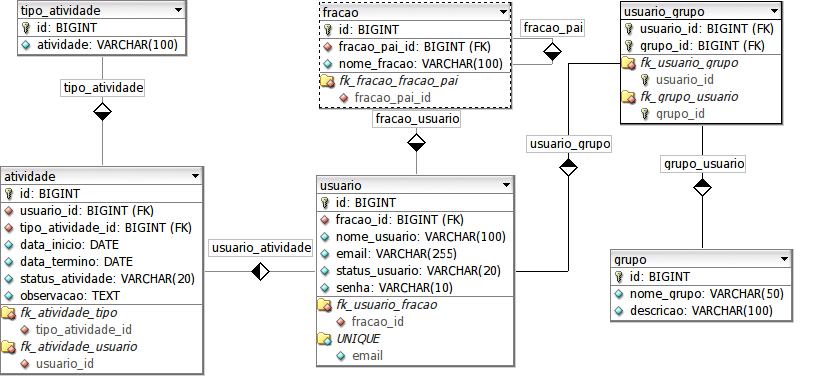 tipo_atividade
id: BIGINT
atividade: VARCHAR(100)
tipo_atividade
atividade
id: BIGINT
usuario_id: BIGINT (FK)
tipo_atividade_id: BIGINT (FK)
data_inicio: DATE
data_termino: DATE
status_atividade: VARCHAR(20)
observacao: TEXT
fk_atividade_tipo
tipo_atividade_id
fk_atividade_usuario
usuario_id
usuario_atividade
fracao
id: BIGINT
fracao_pai_id: BIGINT (FK)
nome_fracao: VARCHAR(100)
fk_fracao_fracao_pai
fracao_pai_id
fracao_pai
fracao_usuario
usuario
id: BIGINT
fracao_id: BIGINT (FK)
nome_usuario: VARCHAR(100)
email: VARCHAR(255)
status_usuario: VARCHAR(20)
senha: VARCHAR(10)
fk_usuario_fracao
fracao_id
UNIQUE
email
usuario_grupo
usuario_grupo
usuario_id: BIGINT (FK)
grupo_id: BIGINT (FK)
fk_usuario_grupo
usuario_id
fk_grupo_usuario
grupo_id
grupo_usuario
grupo
id: BIGINT
nome_grupo: VARCHAR(50)
descricao: VARCHAR(100)